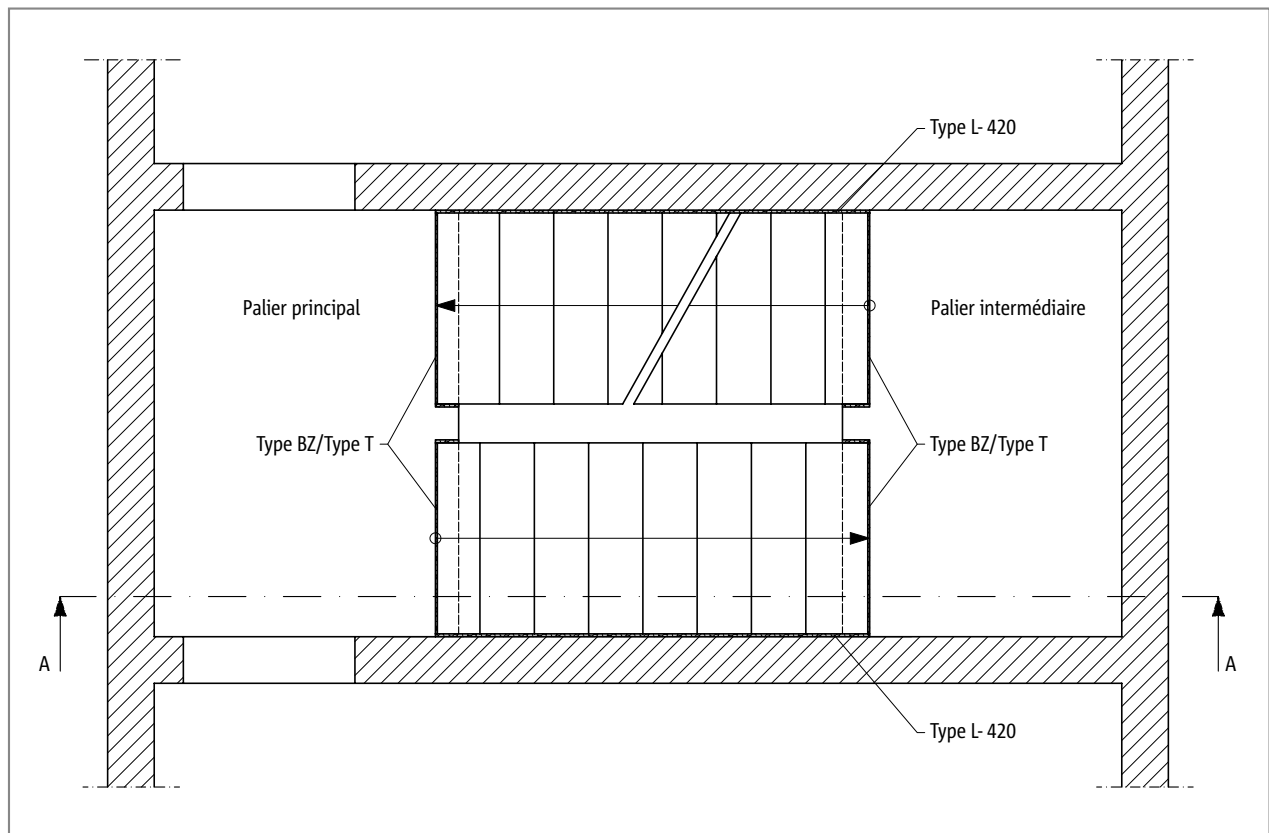 Type L- 420
Palier principal
Palier intermédiaire
Type BZ/Type T
Type BZ/Type T
A
A
Type L- 420